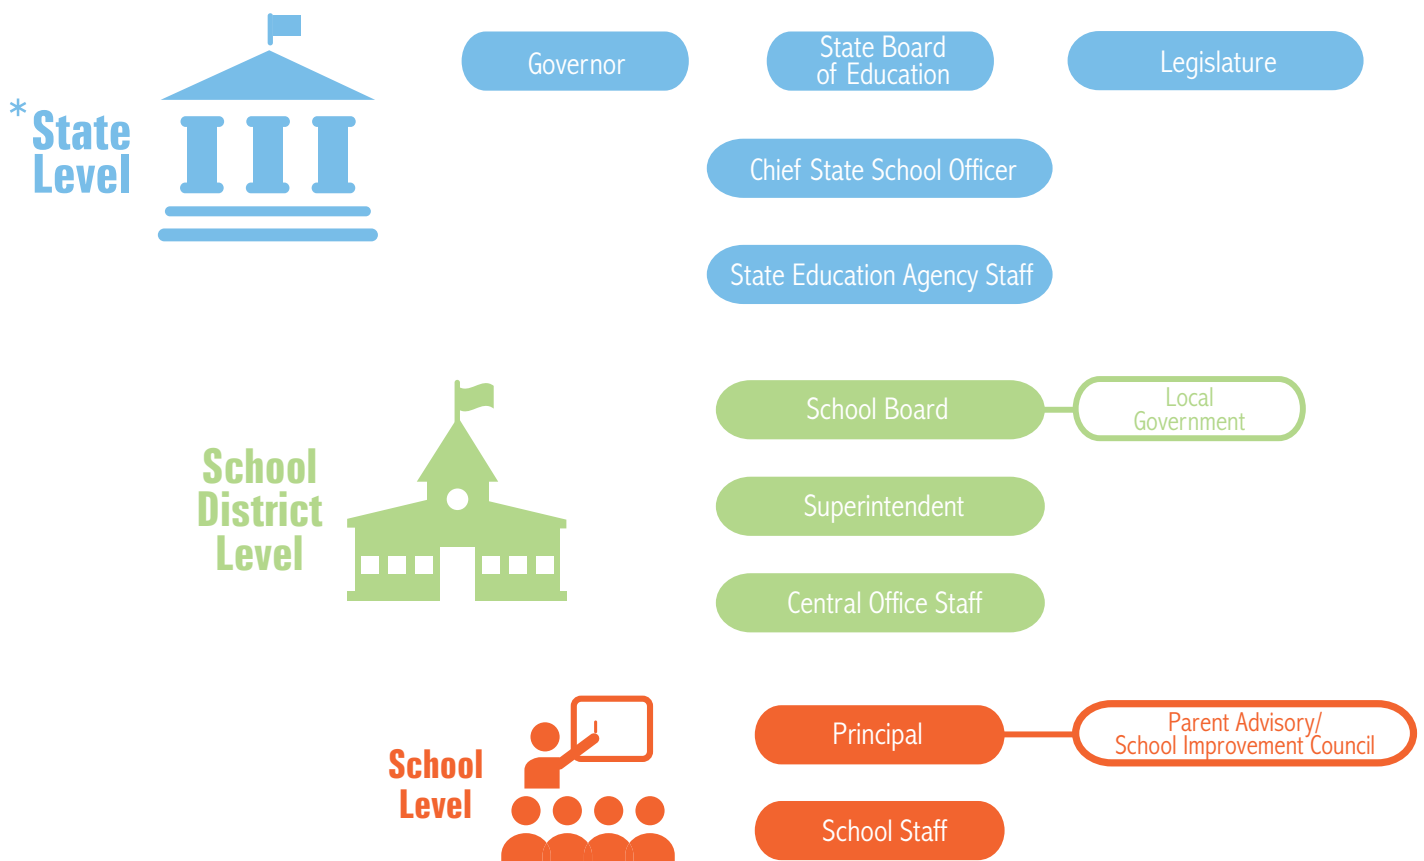 *State
Level
Governor
State Board
of Education
Legislature
Chief State School Officer
State Education Agency Staff
School
District
Level
School Board
Local
Government
Superintendent
Central Office Staff
School
Level
Principal
Parent Advisory/
School Improvement Council
School Staff